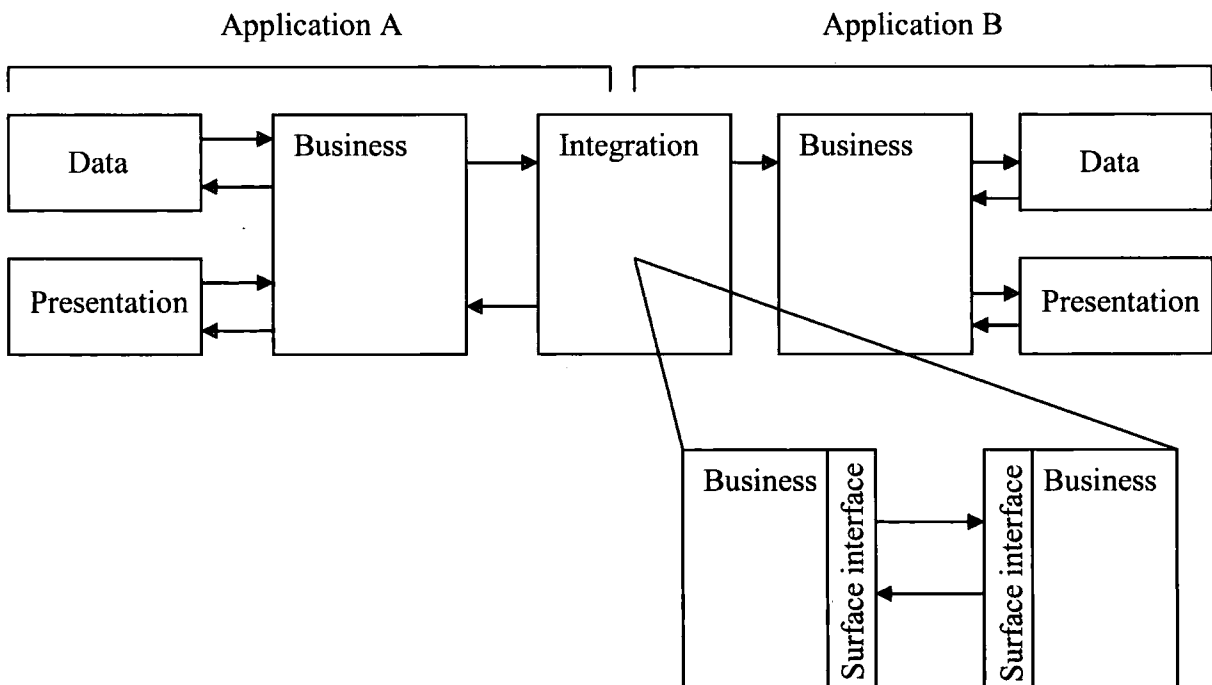 Application A
Application B
Data
Business
Integration
Business
Data
Presentation
Presentation
Business
Surface interface
Surface interface
Business